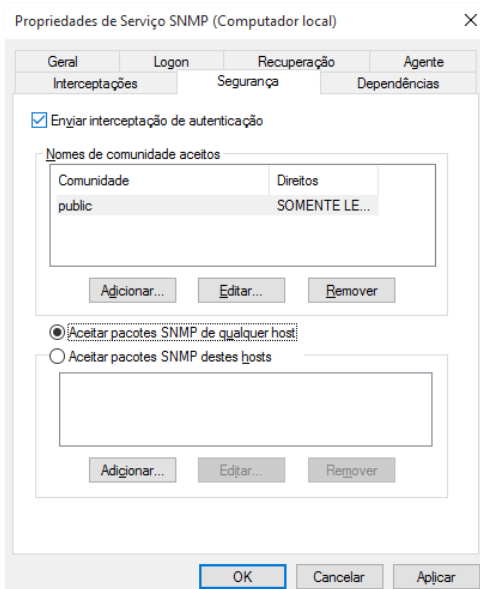 Propriedades de Serviço SNMP (Computador local)
Geral Logon Recuperação Agente
Interceptações Segurança Dependências
Enviar interceptação de autenticação
Nomes de comunidade aceitos
Comunidade Direitos
public SOMENTE LE...
Adicionar... Editar... Remover
Aceitar pacotes SNMP de qualquer host
Aceitar pacotes SNMP destes hosts
Adicionar... Editar... Remover
OK Cancelar Aplicar